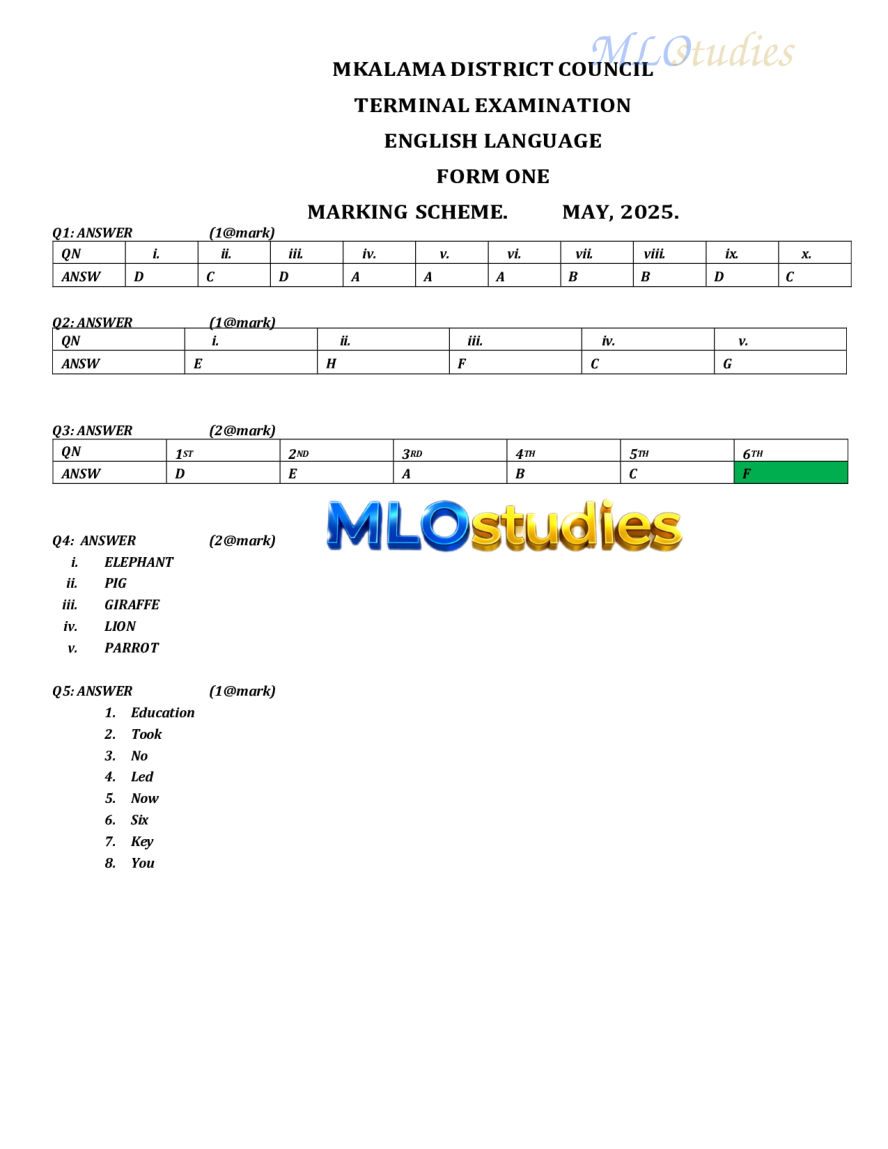 MLOstudies
MKALAMA DISTRICT COUNCIL
TERMINAL EXAMINATION
ENGLISH LANGUAGE
FORM ONE
MARKING SCHEME. MAY, 2025.
Q1: ANSWER (1@mark)
QN i. ii. iii. iv. v. vi. vii. viii. ix. x.
ANSW D C D A A A B B D C
Q2: ANSWER (1@mark)
QN i. ii. iii. iv. v.
ANSW E H F C G
Q3: ANSWER (2@mark)
QN 1ST 2ND 3RD 4TH 5TH 6TH
ANSW D E A B C F
MLOstudies
Q4: ANSWER (2@mark)
i. ELEPHANT
ii. PIG
iii. GIRAFFE
iv. LION
v. PARROT
Q5: ANSWER (1@mark)
1. Education
2. Took
3. No
4. Led
5. Now
6. Six
7. Key
8. You